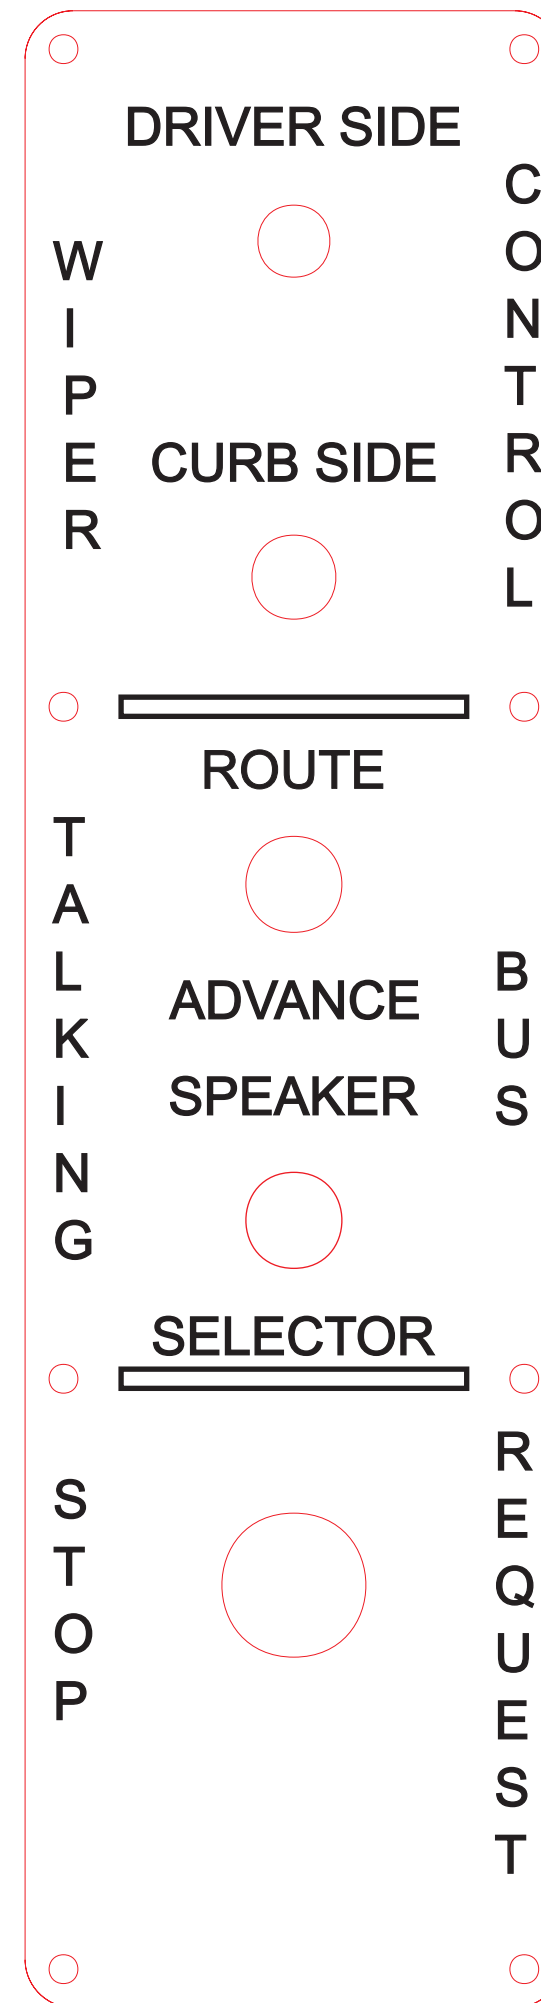 DRIVER SIDE
WIPER
CONTROL
CURB SIDE
ROUTE
TALKING
BUS
ADVANCE
SPEAKER
SELECTOR
STOP
REQUEST